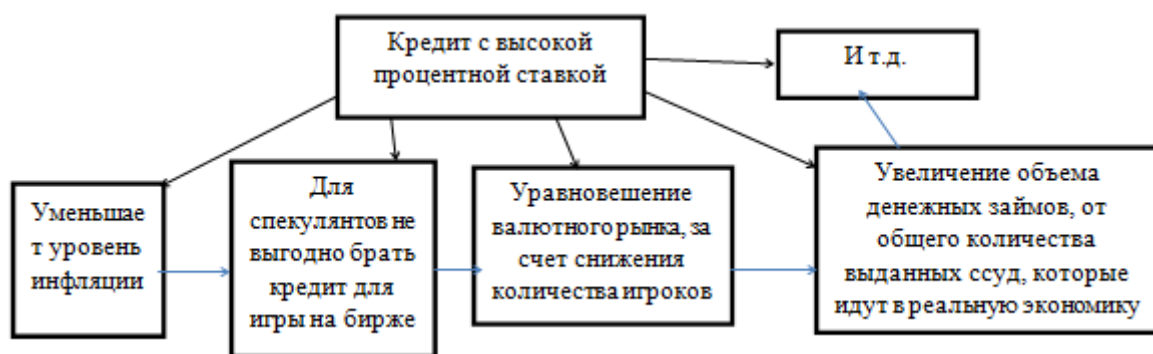 Кредит с высокой
процентной ставкой
И т.д.
Уменьшае
т уровень
инфляции
Для
спекулянтов не
выгодно брать
кредит для
игры на бирже
Уравновешение
валютного рынка, за
счет снижения
количества игроков
Увеличение объема
денежных займов, от
общего количества
выданных ссуд, которые
идут в реальную экономику